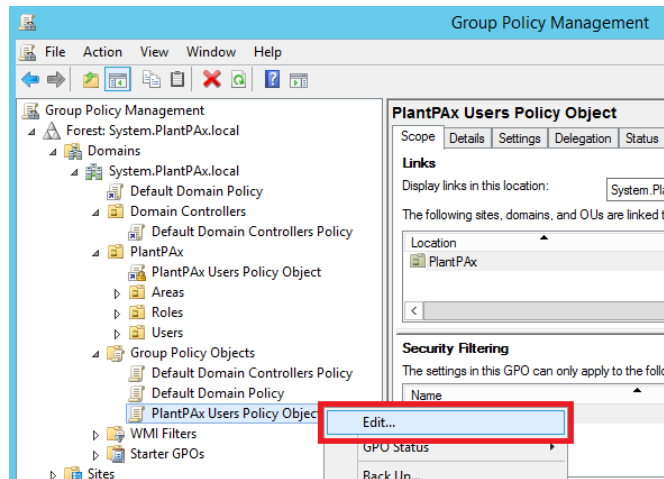 Group Policy Management
File Action View Window Help
Group Policy Management
Forest: System.PlantPAx.local
Domains
System.PlantPAx.local
Default Domain Policy
Domain Controllers
Default Domain Controllers Policy
PlantPAx
PlantPAx Users Policy Object
Areas
Roles
Users
Group Policy Objects
Default Domain Controllers Policy
Default Domain Policy
PlantPAx Users Policy Objec
WMI Filters
Starter GPOs
Sites
Edit...
GPO Status
Back Up...
PlantPAx Users Policy Object
Scope Details Settings Delegation Status
Links
Display links in this location: System.Pla
The following sites, domains, and OUs are linked t
Location
PlantPAx
Security Filtering
The settings in this GPO can only apply to the follo
Name